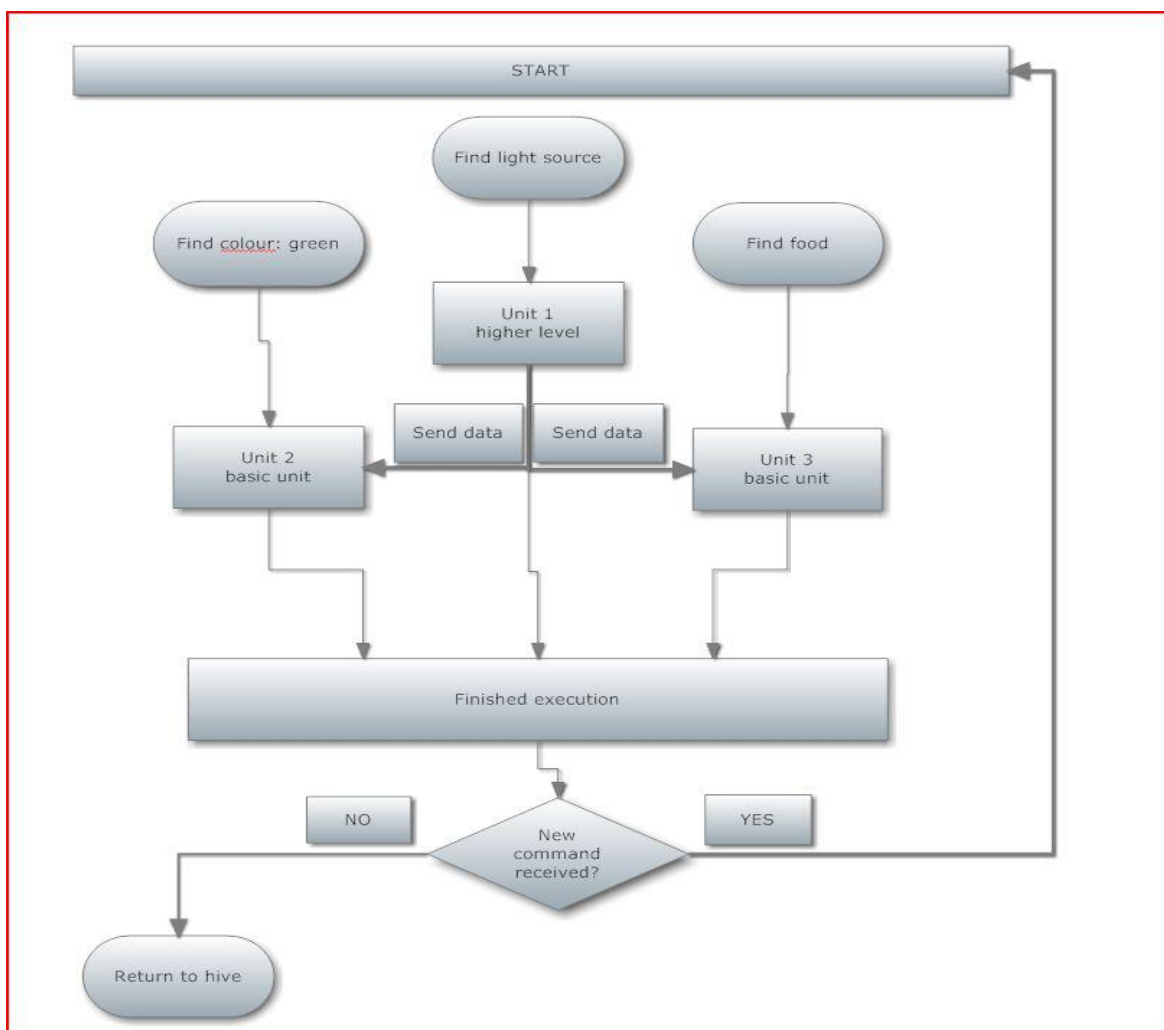 START
Find light source
Find colour: green
Find food
Unit 1
higher level
Send data
Send data
Unit 2
basic unit
Unit 3
basic unit
Finished execution
NO
YES
New
command
received?
Return to hive